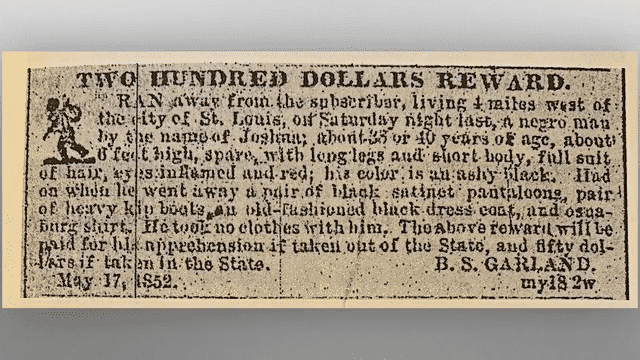 TWO HUNDRED DOLLARS REWARD.
RAN away from the subscriber, living 4 miles west of
the city of St. Louis, on Saturday night last, a negro man
by the name of Joshua; about 35 or 40 years of age, about
6 feet high, spare, with long legs and short body, full suit
of hair, eyes inflamed and red; his color is an ashy black. Had
on when he went away a pair of black satinet pantaloons, pair
of heavy kip boots, an old-fashioned black dress coat, and osna-
burg shirt. He took no clothes with him. The above reward will be
paid for his apprehension if taken out of the State, and fifty dol-
lars if taken in the State. B. S. GARLAND.
May 17, 1852. my18 2w